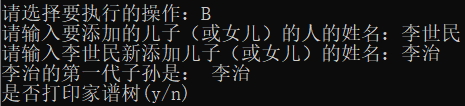 请选择要执行的操作：B
请输入要添加的儿子（或女儿）的人的姓名：李世民
请输入李世民新添加儿子（或女儿）的姓名：李治
李治的第一代子孙是： 李治
是否打印家谱树(y/n)